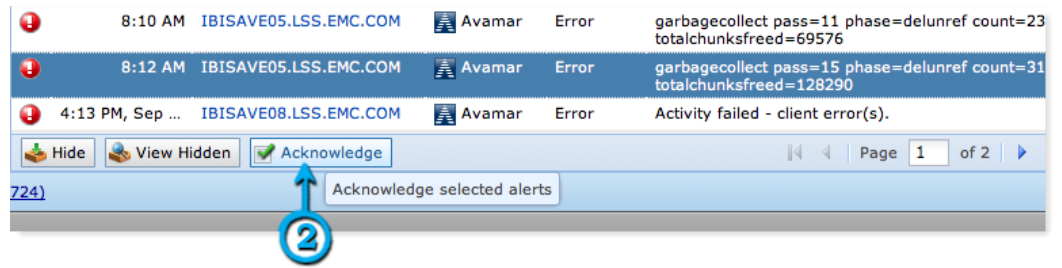 8:10 AM IBISAVE05.LSS.EMC.COM Avamar Error garbagecollect pass=11 phase=delunref count=23
totalchunksfreed=69576
8:12 AM IBISAVE05.LSS.EMC.COM Avamar Error garbagecollect pass=15 phase=delunref count=31
totalchunksfreed=128290
4:13 PM, Sep ... IBISAVE08.LSS.EMC.COM Avamar Error Activity failed - client error(s).
Hide View Hidden Acknowledge Page 1 of 2
724) Acknowledge selected alerts
2